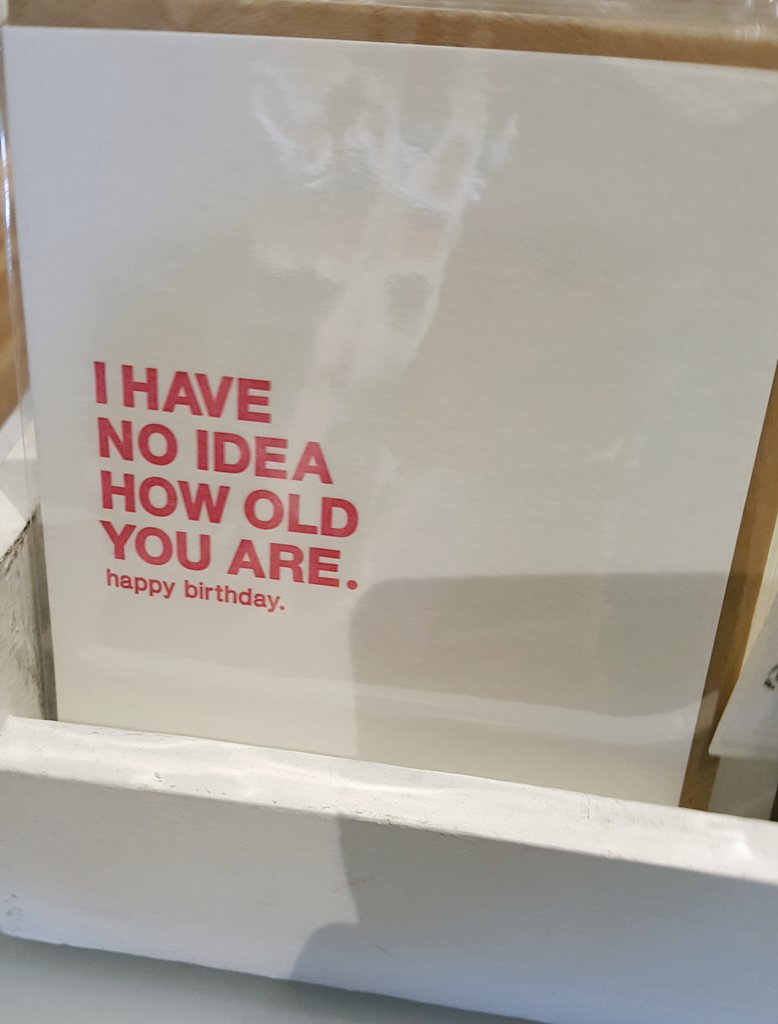 I HAVE
NO IDEA
HOW OLD
YOU ARE.
happy birthday.